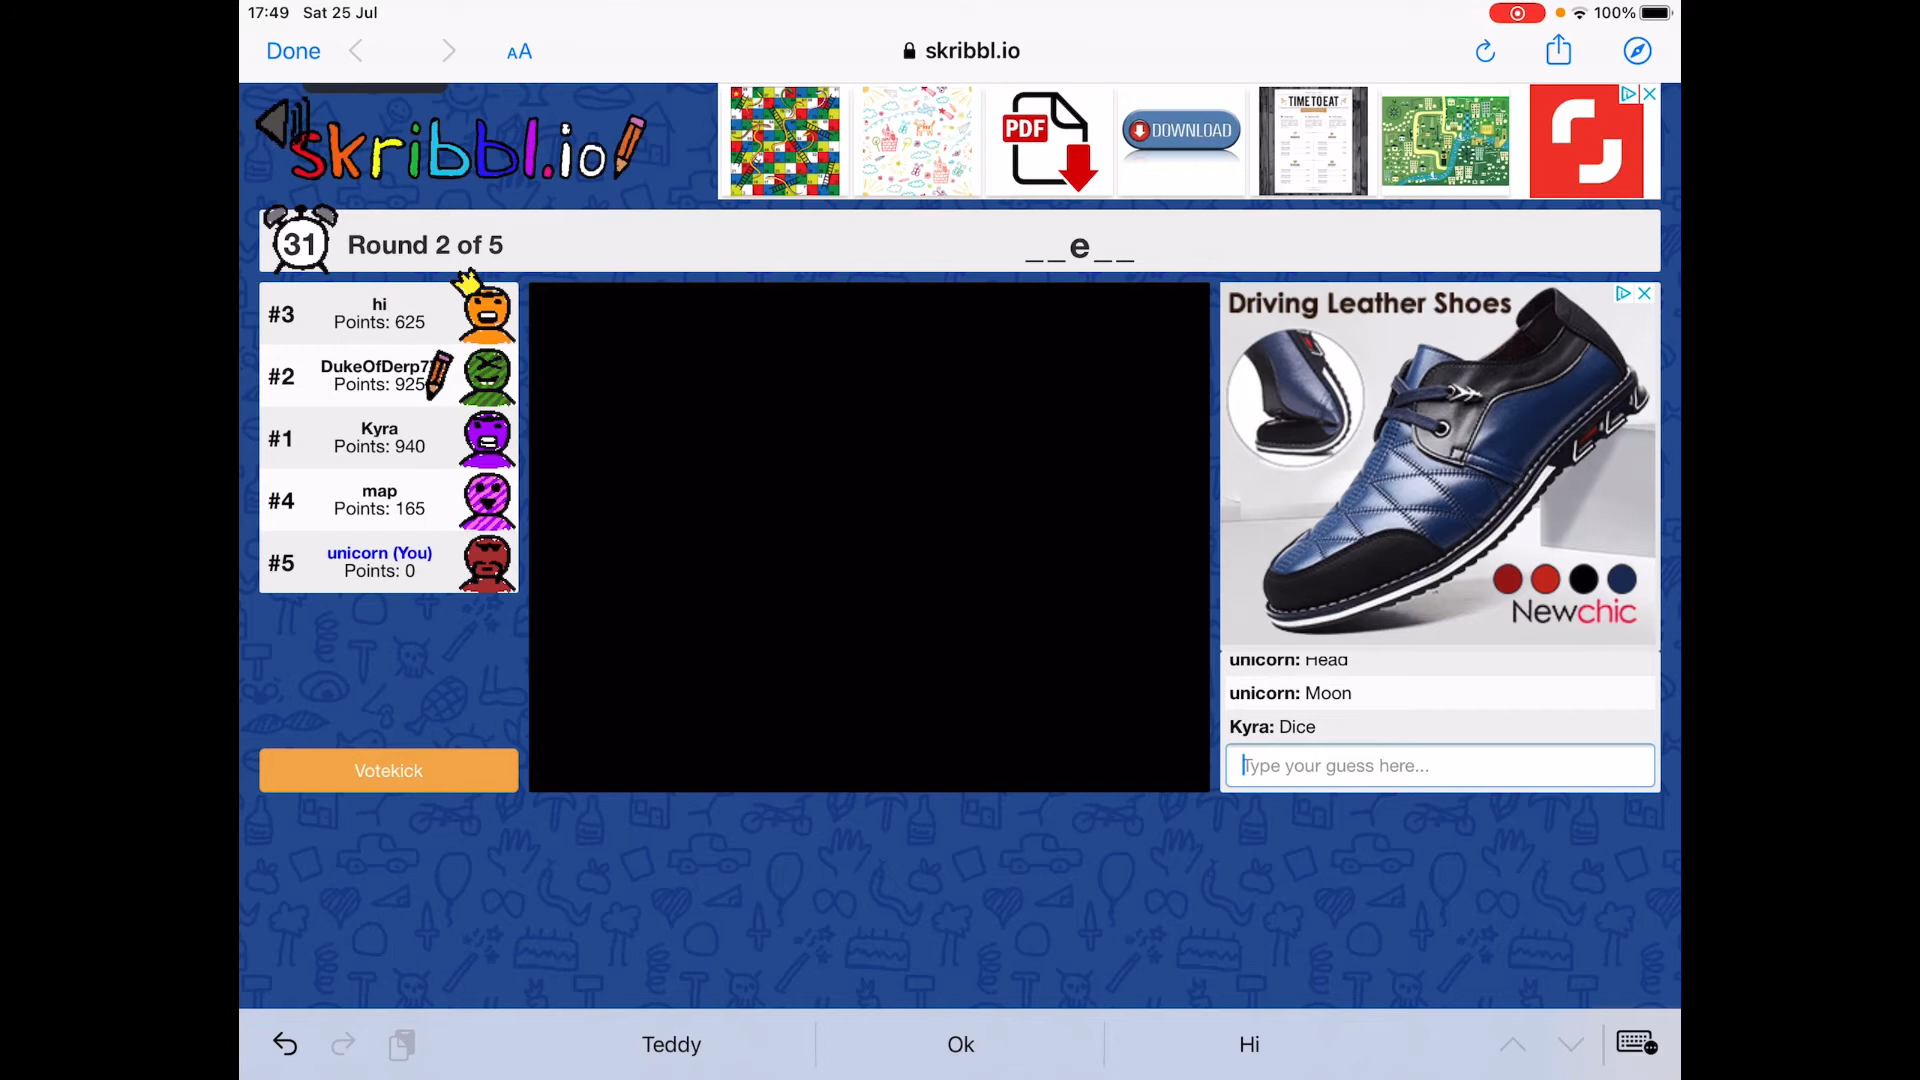 17:49 Sat 25 Jul
100%
Done
AA
skribbl.io
skribbl.io
PDF
DOWNLOAD
TIME TO EAT
31
Round 2 of 5
__e__
#3
hi
Points: 625
#2
DukeOfDerp7
Points: 925
#1
Kyra
Points: 940
#4
map
Points: 165
#5
unicorn (You)
Points: 0
Votekick
Driving Leather Shoes
Newchic
unicorn: Head
unicorn: Moon
Kyra: Dice
Type your guess here...
Teddy
Ok
Hi